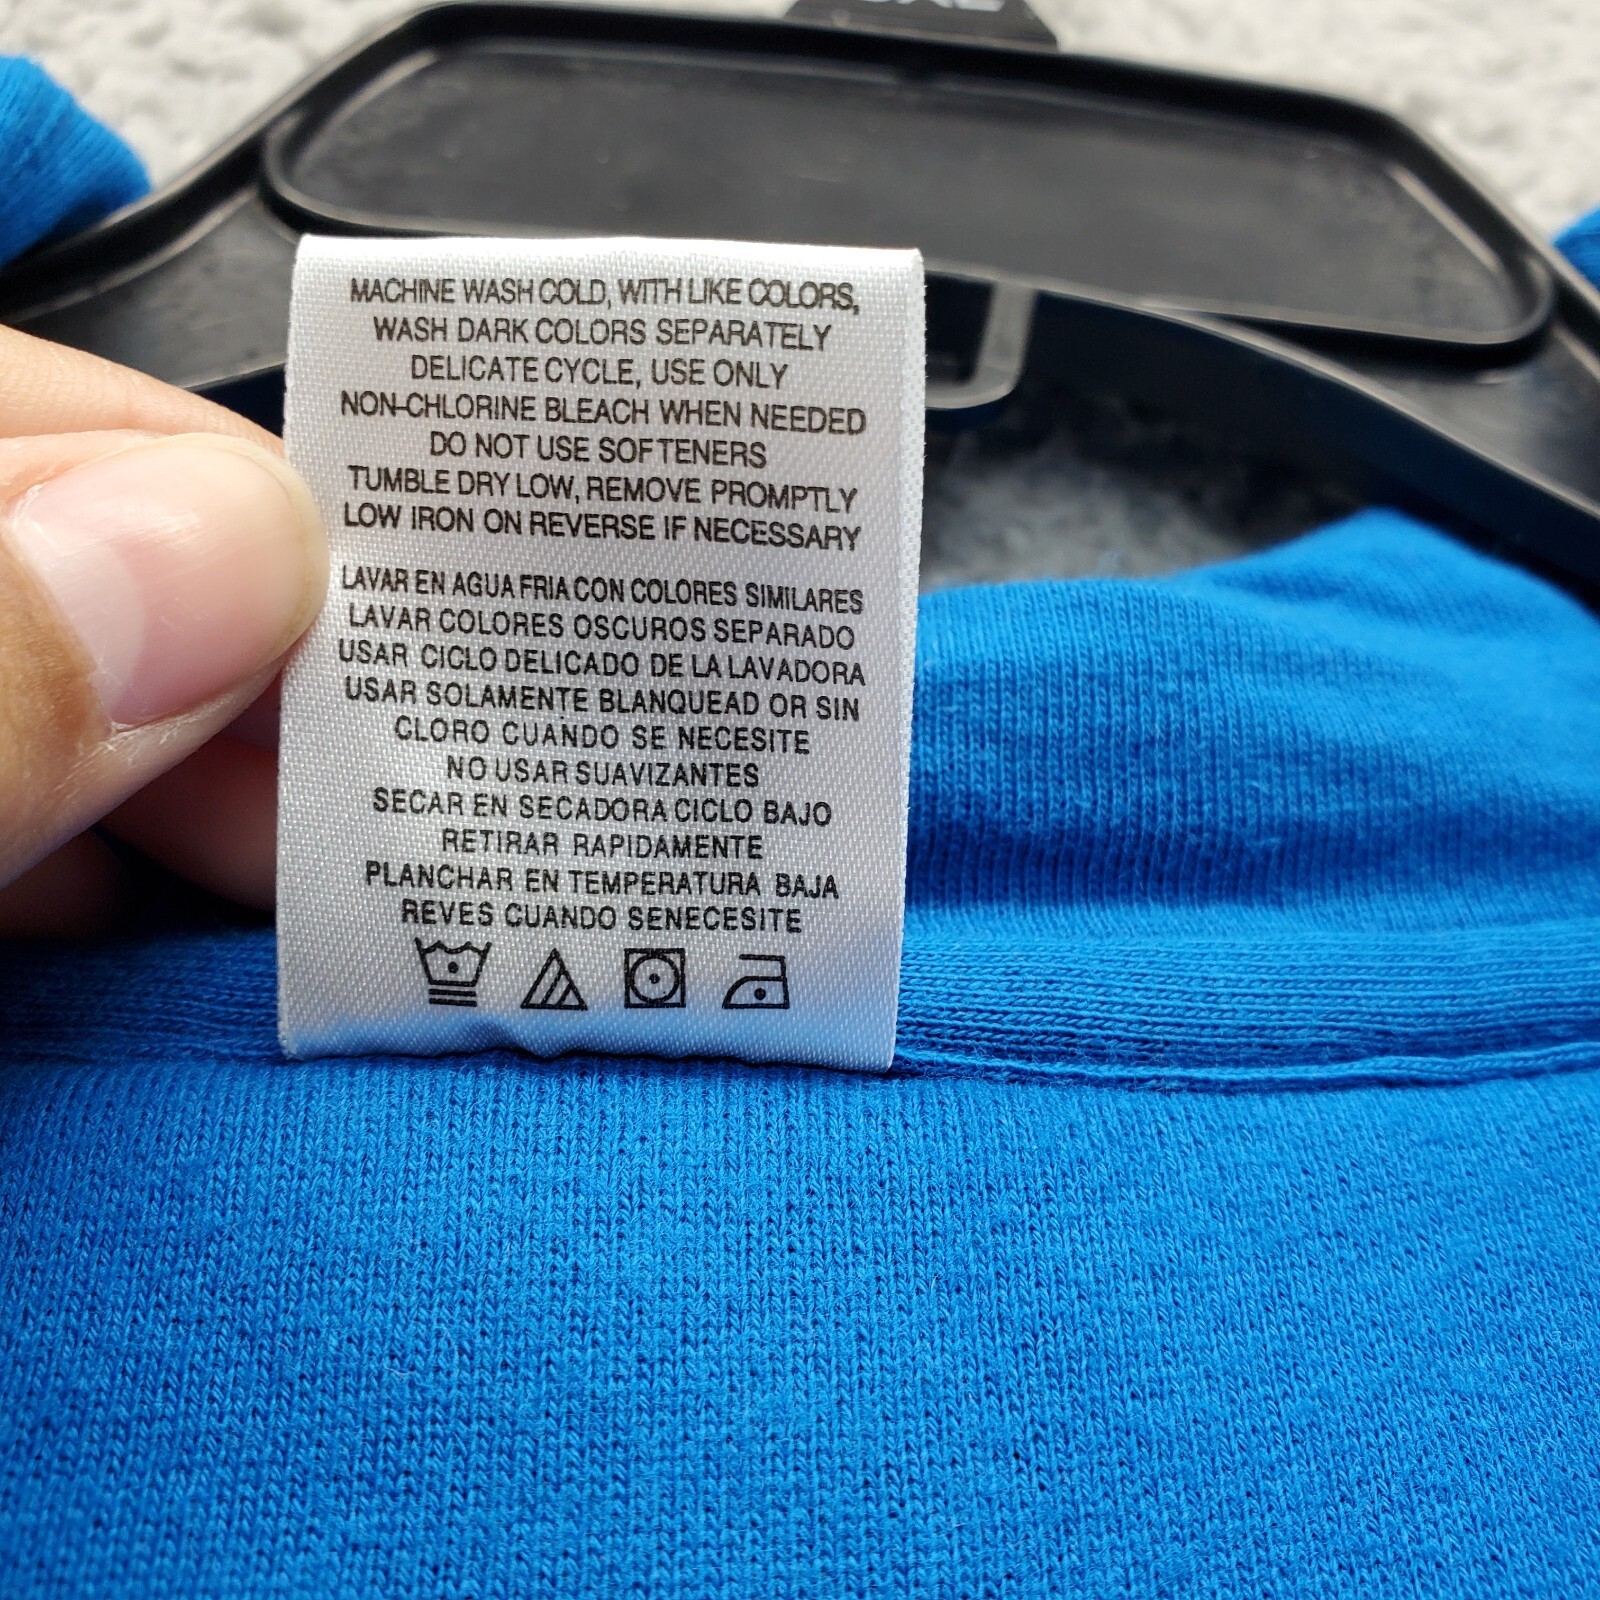 MACHINE WASH COLD, WITH LIKE COLORS,
WASH DARK COLORS SEPARATELY
DELICATE CYCLE, USE ONLY
NON-CHLORINE BLEACH WHEN NEEDED
DO NOT USE SOFTENERS
TUMBLE DRY LOW, REMOVE PROMPTLY
LOW IRON ON REVERSE IF NECESSARY
LAVAR EN AGUA FRIA CON COLORES SIMILARES
LAVAR COLORES OSCUROS SEPARADO
USAR CICLO DELICADO DE LA LAVADORA
USAR SOLAMENTE BLANQUEAD OR SIN
CLORO CUANDO SE NECESITE
NO USAR SUAVIZANTES
SECAR EN SECADORA CICLO BAJO
RETIRAR RAPIDAMENTE
PLANCHAR EN TEMPERATURA BAJA
REVES CUANDO SENECESITE